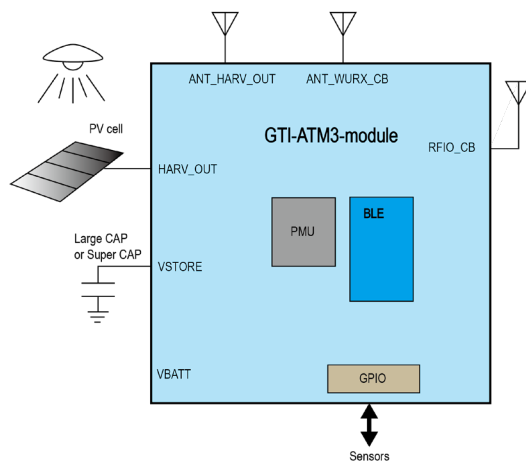 ANT_HARV_OUT
ANT_WURX_CB
GTI-ATM3-module
RFIO_CB
PV cell
HARV_OUT
PMU
BLE
Large CAP
or Super CAP
VSTORE
VBATT
GPIO
Sensors